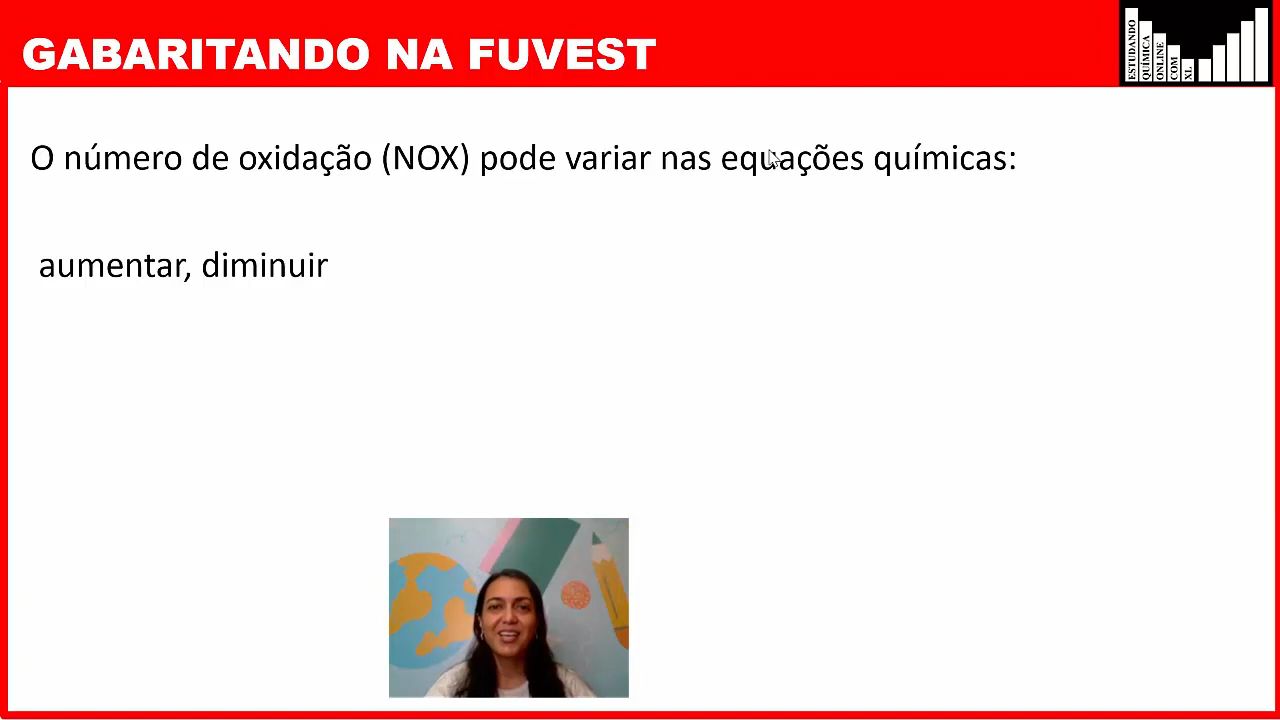 GABARITANDO NA FUVEST
ESTUDANDO
QUÍMICA
ONLINE
COM
XL
O número de oxidação (NOX) pode variar nas equações químicas:
aumentar, diminuir